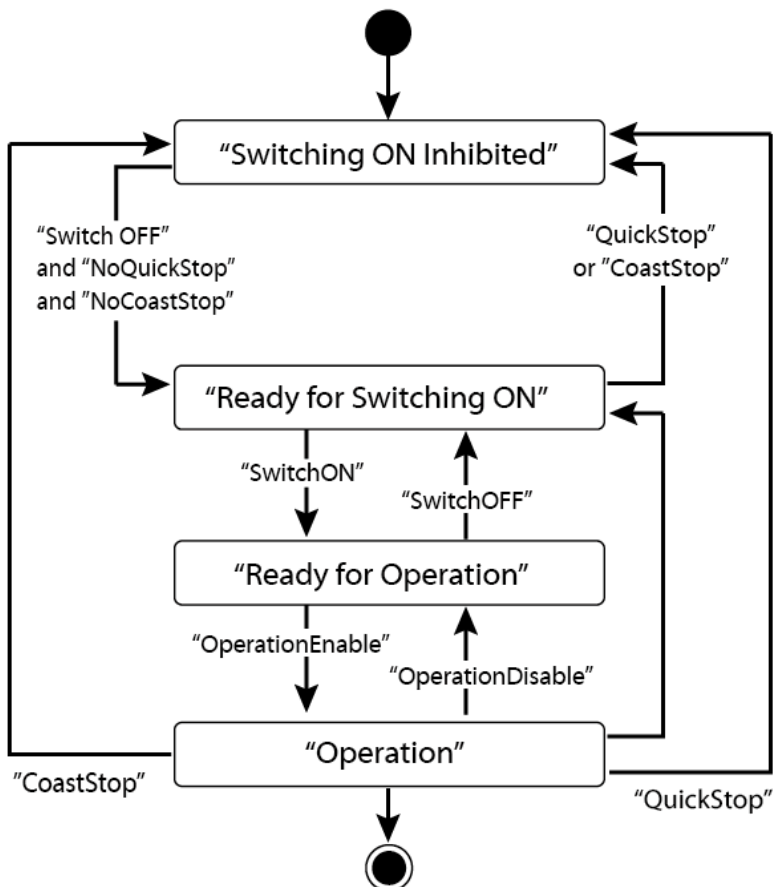 “Switching ON Inhibited”
“Switch OFF”
and “NoQuickStop”
and ”NoCoastStop”
“QuickStop”
or ”CoastStop”
“Ready for Switching ON”
“SwitchON”
“SwitchOFF”
“Ready for Operation”
“OperationEnable”
“OperationDisable”
“Operation”
”CoastStop”
“QuickStop”